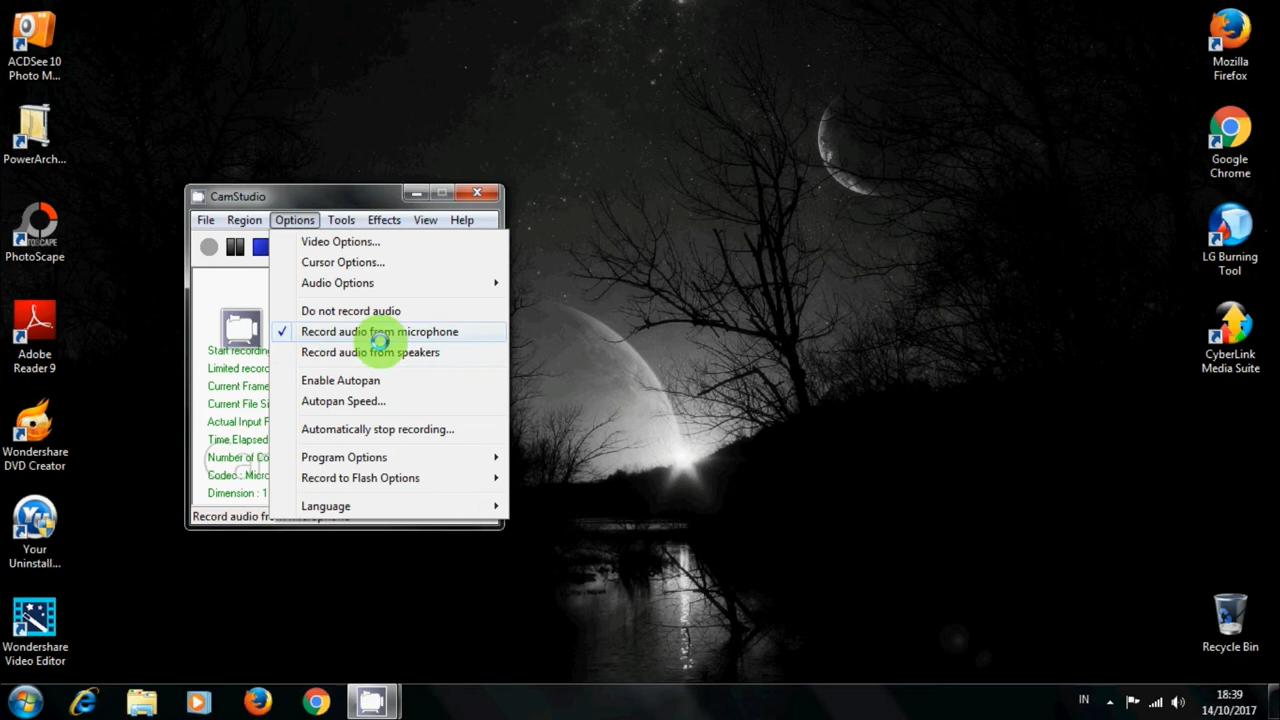 ACDSee 10
Photo M...
PowerArch...
PhotoScape
Adobe
Reader 9
Wondershare
DVD Creator
Your
Uninstall...
Wondershare
Video Editor
CamStudio
File Region Options Tools Effects View Help
Video Options...
Cursor Options...
Audio Options
Do not record audio
Record audio from microphone
Record audio from speakers
Enable Autopan
Autopan Speed...
Automatically stop recording...
Program Options
Record to Flash Options
Language
Start recording
Limited recor
Current Frame
Current File Si
Actual Input F
Time Elapsed
Number of Co
Codec : Micro
Dimension : 1
Record audio fr
Mozilla
Firefox
Google
Chrome
LG Burning
Tool
CyberLink
Media Suite
Recycle Bin
IN
18:39
14/10/2017